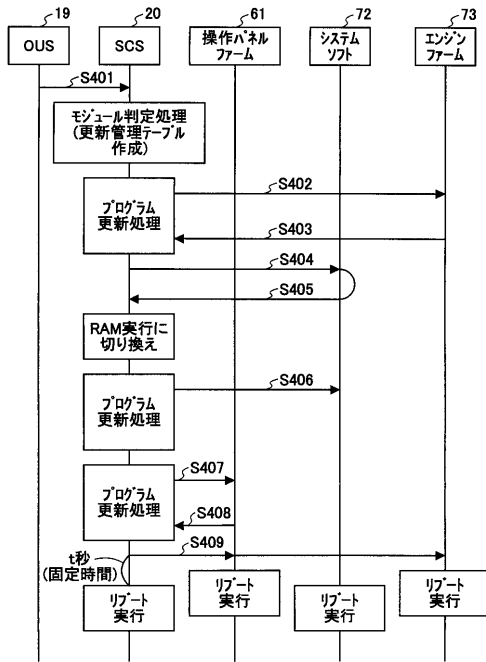 19
20
61
72
73
OUS
SCS
操作パネル
ファーム
システム
ソフト
エンジン
ファーム
S401
モジュール判定処理
(更新管理テーブル
作成)
S402
プログラム
更新処理
S403
S404
S405
RAM実行に
切り換え
S406
プログラム
更新処理
S407
プログラム
更新処理
S408
t秒
(固定時間)
S409
リブート
実行
リブート
実行
リブート
実行
リブート
実行